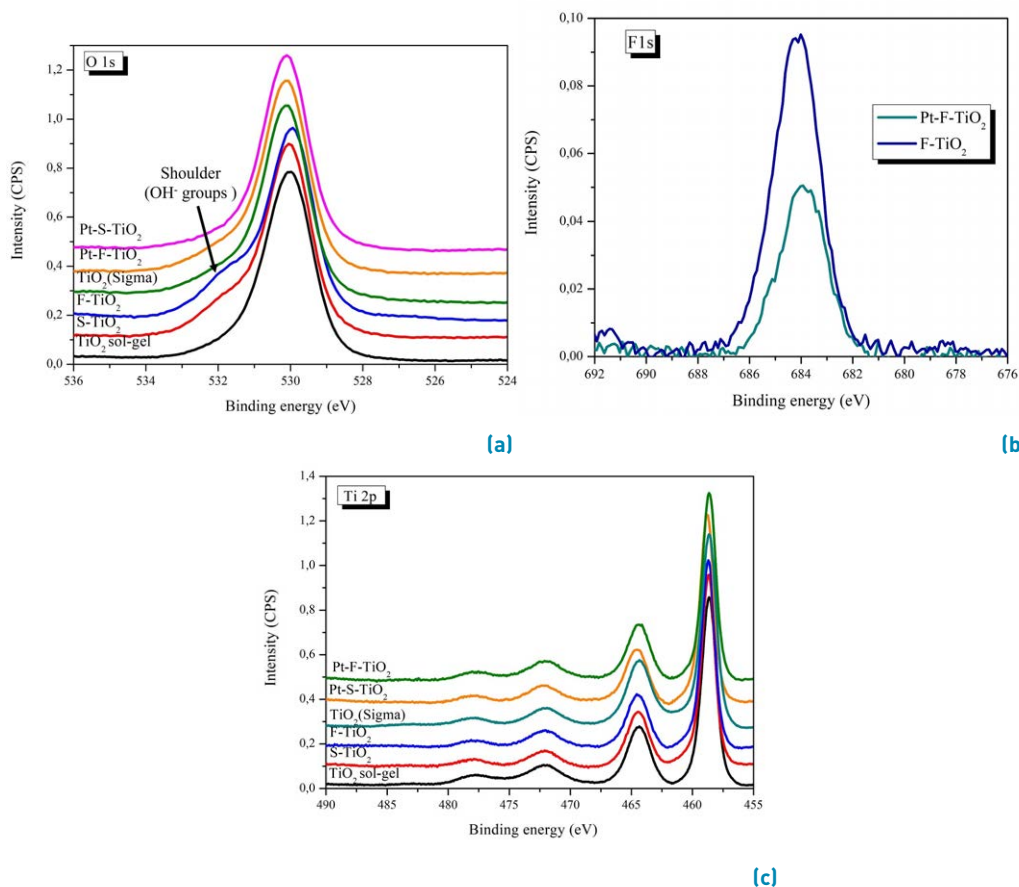 O 1s
1,2
1,0
0,8
0,6
0,4
0,2
0,0
Intensity (CPS)
Shoulder
(OH⁻ groups )
Pt-S-TiO₂
Pt-F-TiO₂
TiO₂(Sigma)
F-TiO₂
S-TiO₂
TiO₂ sol-gel
536 534 532 530 528 526 524
Binding energy (eV)
(a)
F1s
0,10
0,08
0,06
0,04
0,02
0,00
Intensity (CPS)
Pt-F-TiO₂
F-TiO₂
692 690 688 686 684 682 680 678 676
Binding energy (eV)
(b
Ti 2p
1,4
1,2
1,0
0,8
0,6
0,4
0,2
0,0
Intensity (CPS)
Pt-F-TiO₂
Pt-S-TiO₂
TiO₂(Sigma)
F-TiO₂
S-TiO₂
TiO₂ sol-gel
490 485 480 475 470 465 460 455
Binding energy (eV)
(c)